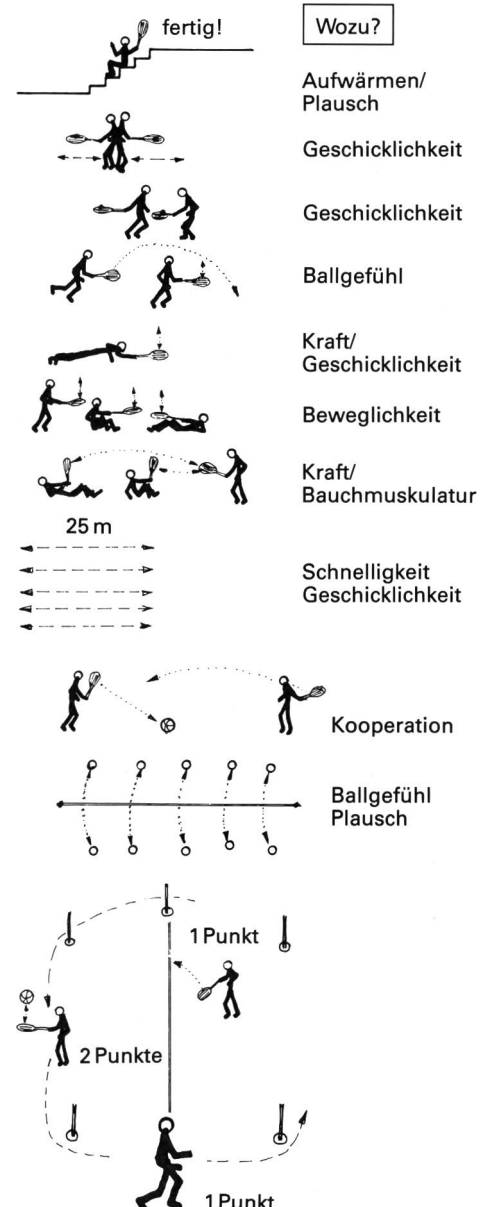 fertig!
Wozu?
Aufwärmen/
Plausch
Geschicklichkeit
Geschicklichkeit
Ballgefühl
Kraft/
Geschicklichkeit
Beweglichkeit
Kraft/
Bauchmuskulatur
25 m
Schnelligkeit
Geschicklichkeit
Kooperation
Ballgefühl
Plausch
1 Punkt
2 Punkte
1 Punkt